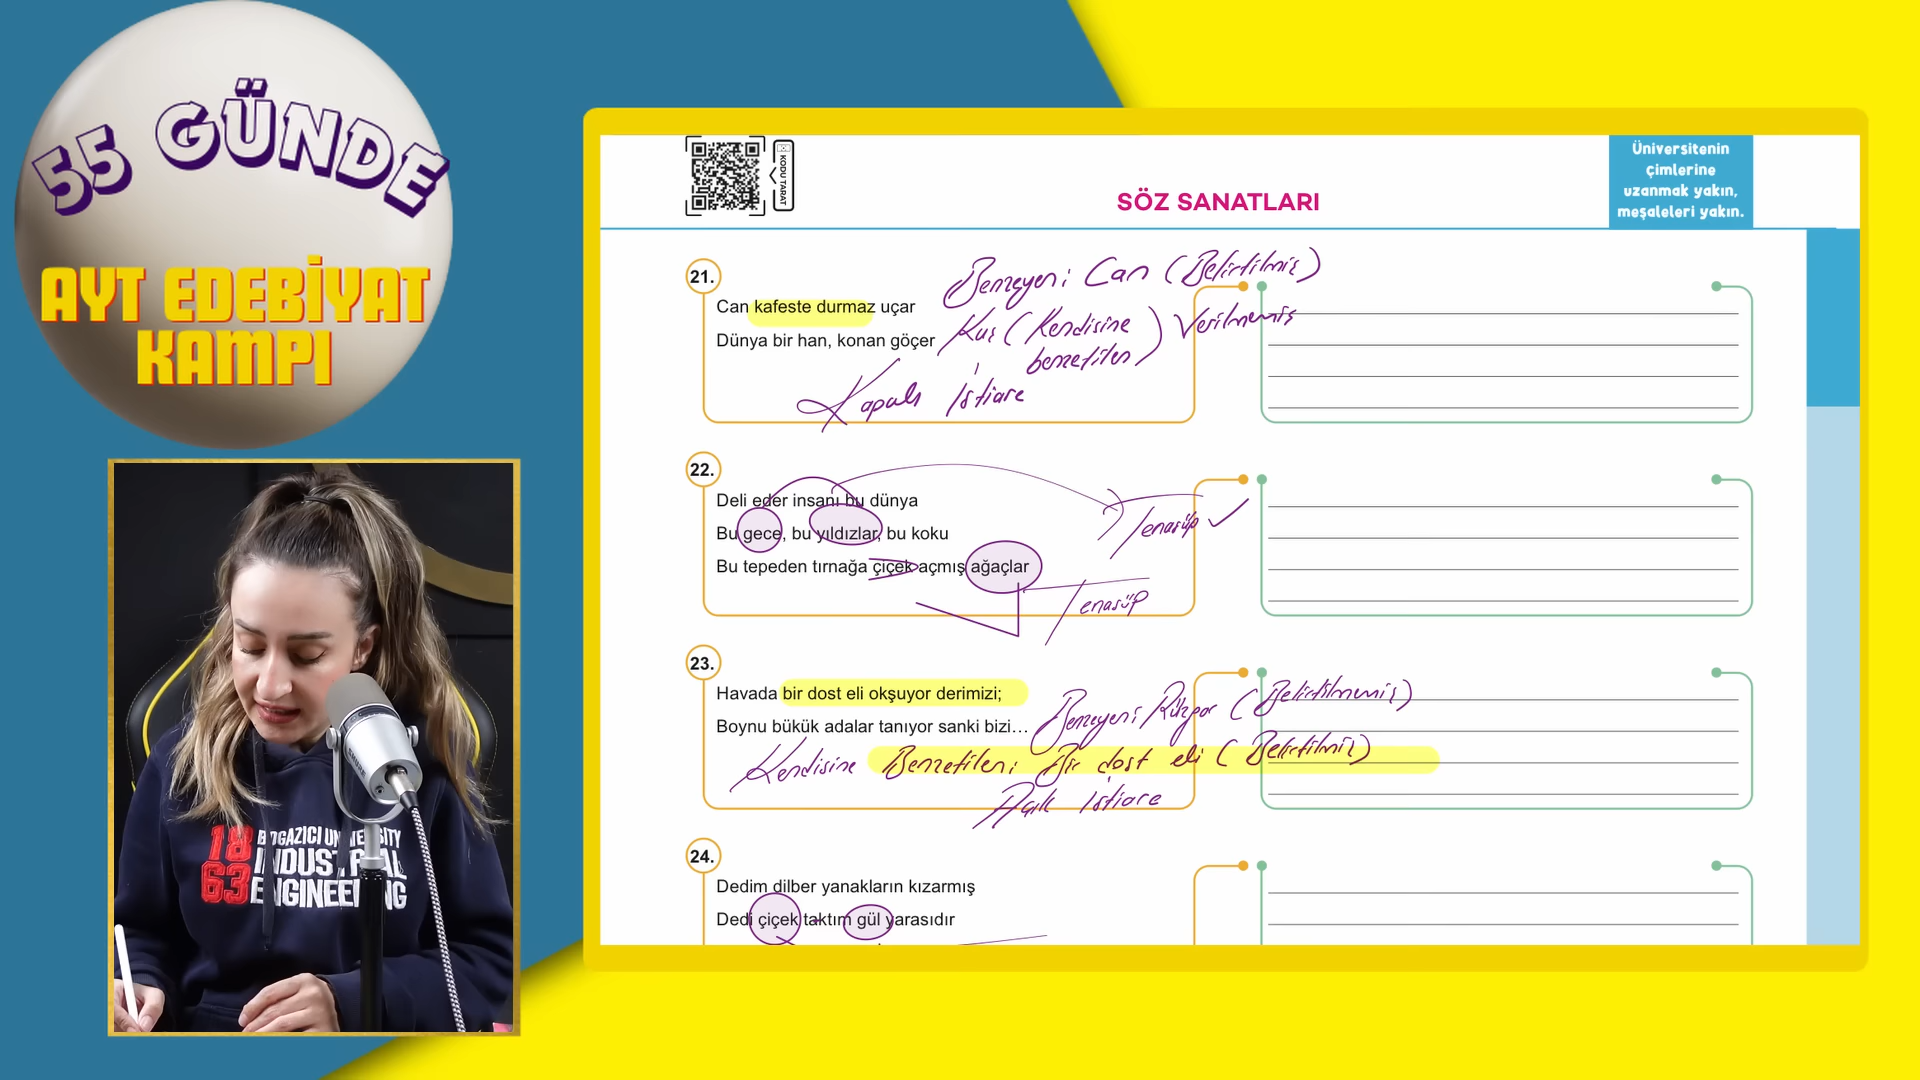 55 GÜNDE
AYT EDEBİYAT
KAMPI
KODU TARAT
SÖZ SANATLARI
Üniversitenin
çimlerine
uzanmak yakın,
meşaleleri yakın.
21.
Can kafeste durmaz uçar
Dünya bir han, konan göçer
Benzeyen: Can (Belirtilmiş)
Kuş (Kendisine benzetilen) Verilmemiş
Kapalı İstiare
22.
Deli eder insanı bu dünya
Bu gece, bu yıldızlar, bu koku
Bu tepeden tırnağa çiçek açmış ağaçlar
Tenasüp ✓
Tenasüp
23.
Havada bir dost eli okşuyor derimizi;
Boynu bükük adalar tanıyor sanki bizi…
Benzeyen: Rüzgar (Belirtilmemiş)
Kendisine Benzetilen: Bir dost eli (Belirtilmiş)
Açık İstiare
24.
Dedim dilber yanakların kızarmış
Dedi çiçek taktım gül yarasıdır
18
63
BOGAZICI UNIVERSITY
INDUSTRIAL
ENGINEERING